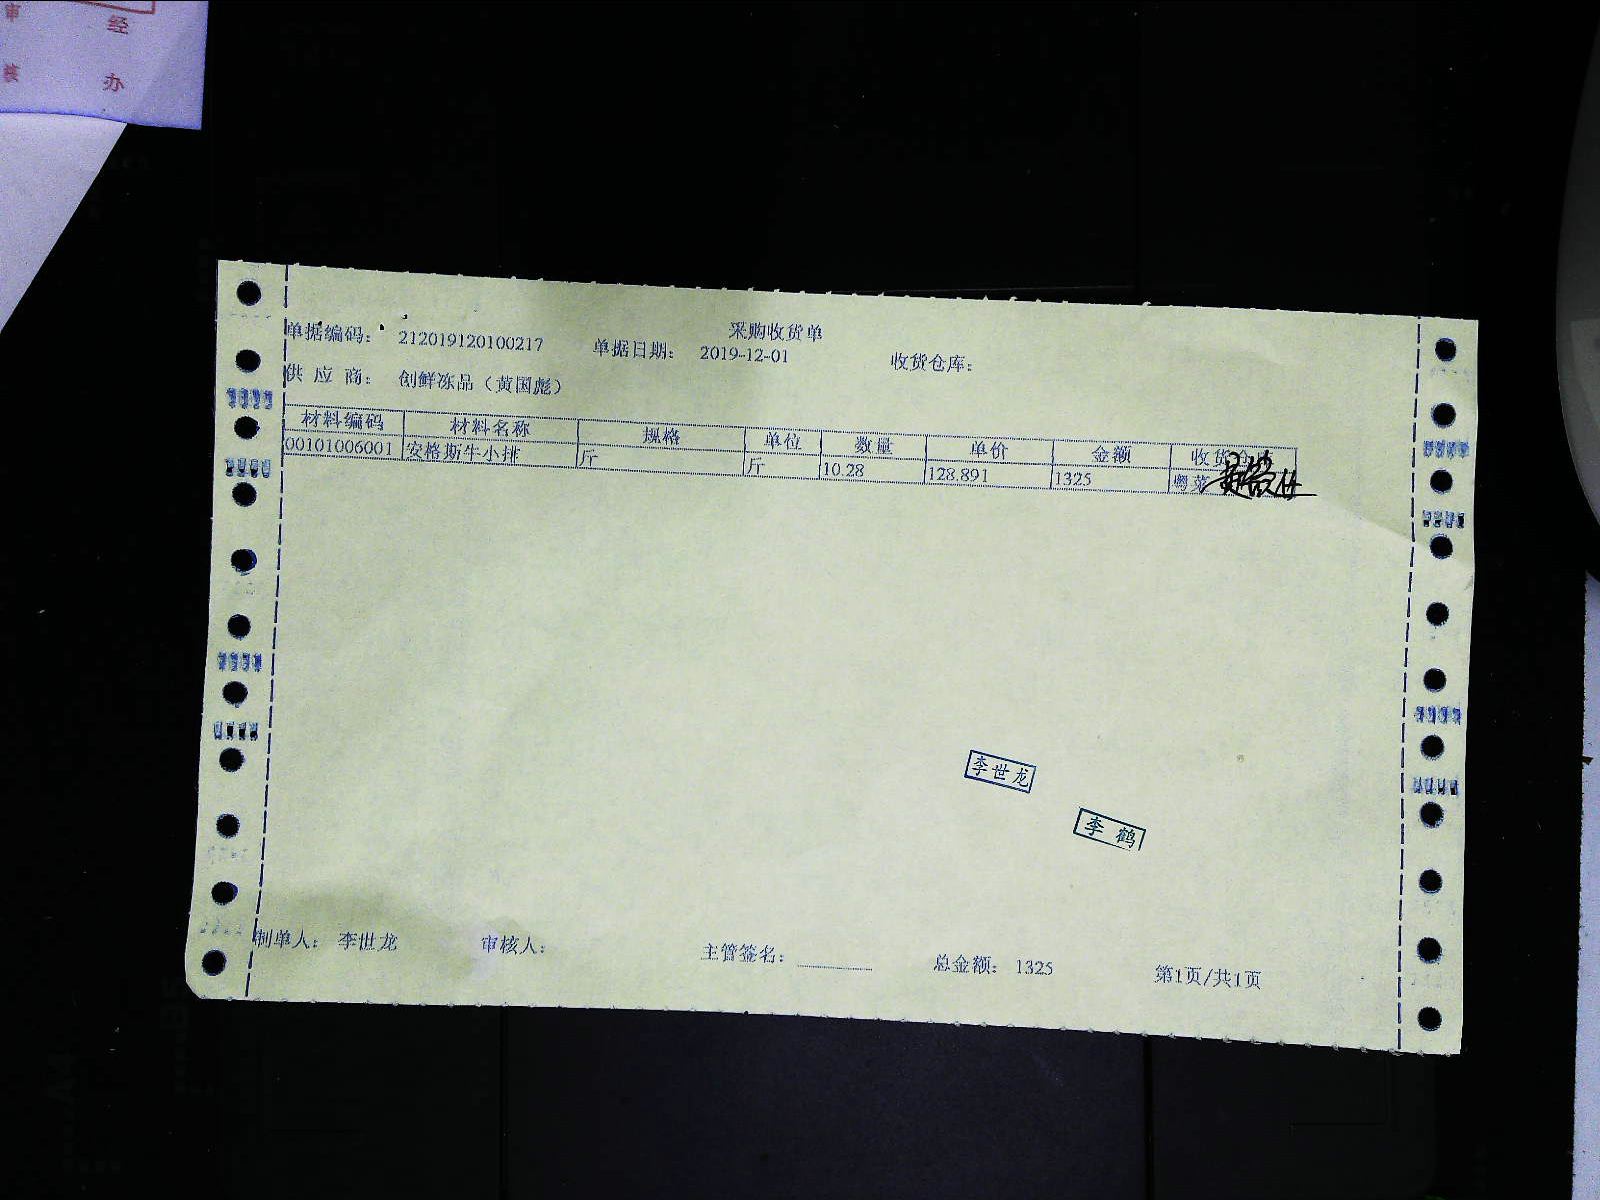 审 经
核 办
采购收货单
单据编码： 212019120100217 单据日期： 2019-12-01 收货仓库：
供 应 商： 创鲜冻品（黄国彪）
材料编码 材料名称 规格 单位 数量 单价 金额 收货
00101006001 安格斯牛小排 斤 斤 10.28 128.891 1325 粤菜
李世龙
李鹤
制单人： 李世龙 审核人： 主管签名： 总金额： 1325 第1页/共1页